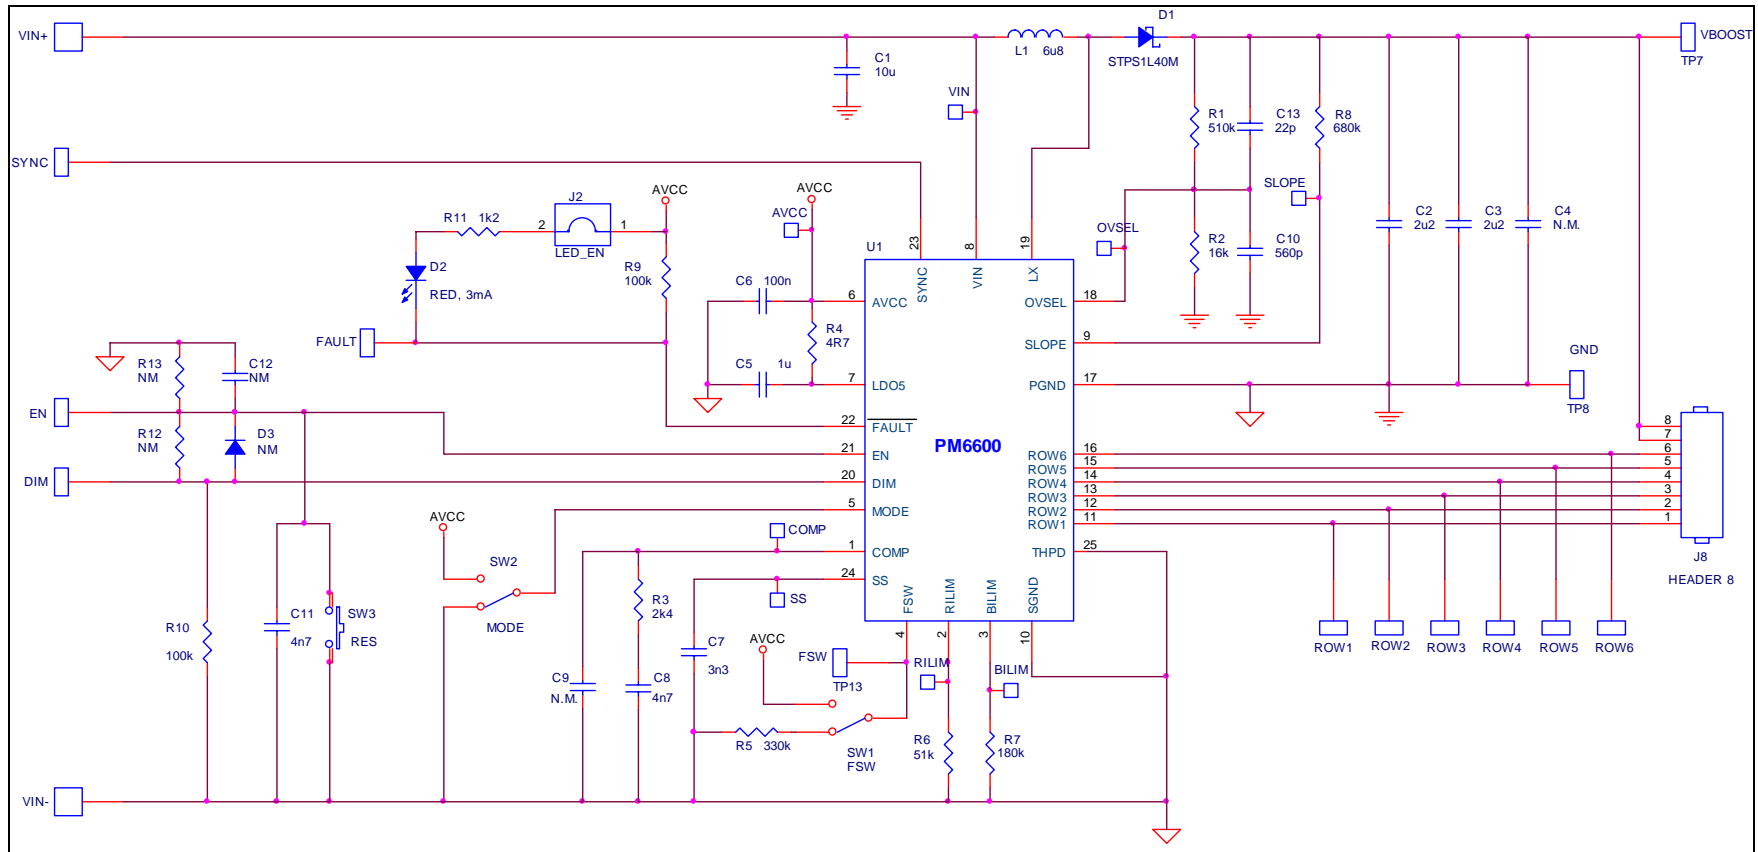 D1
VIN+
VBOOST
L1 6u8
STPS1L40M
TP7
C1
10u
VIN
R1
510k
C13
22p
R8
680k
SYNC
AVCC
AVCC
SLOPE
J2
R11 1k2
2
1
AVCC
LED_EN
OVSEL
C2
2u2
C3
2u2
C4
N.M.
U1
23
8
19
R2
16k
C10
560p
D2
RED, 3mA
R9
100k
C6 100n
SYNC
VIN
LX
6
AVCC
OVSEL
18
R4
4R7
FAULT
SLOPE
9
GND
R13
NM
C12
NM
C5 1u
7
LDO5
PGND
17
TP8
EN
22
FAULT
8
7
R12
NM
D3
NM
21
EN
PM6600
ROW6
16
6
ROW5
15
5
DIM
20
DIM
ROW4
14
4
ROW3
13
3
5
MODE
ROW2
12
2
ROW1
11
1
AVCC
COMP
1
COMP
THPD
25
J8
HEADER 8
SW2
24
SS
SS
FSW
RILIM
BILIM
SGND
MODE
R3
2k4
C11
4n7
SW3
RES
R10
100k
4
2
3
10
AVCC
C7
3n3
FSW
TP13
RILIM
BILIM
ROW1
ROW2
ROW3
ROW4
ROW5
ROW6
C9
N.M.
C8
4n7
R5 330k
SW1
FSW
R6
51k
R7
180k
VIN-